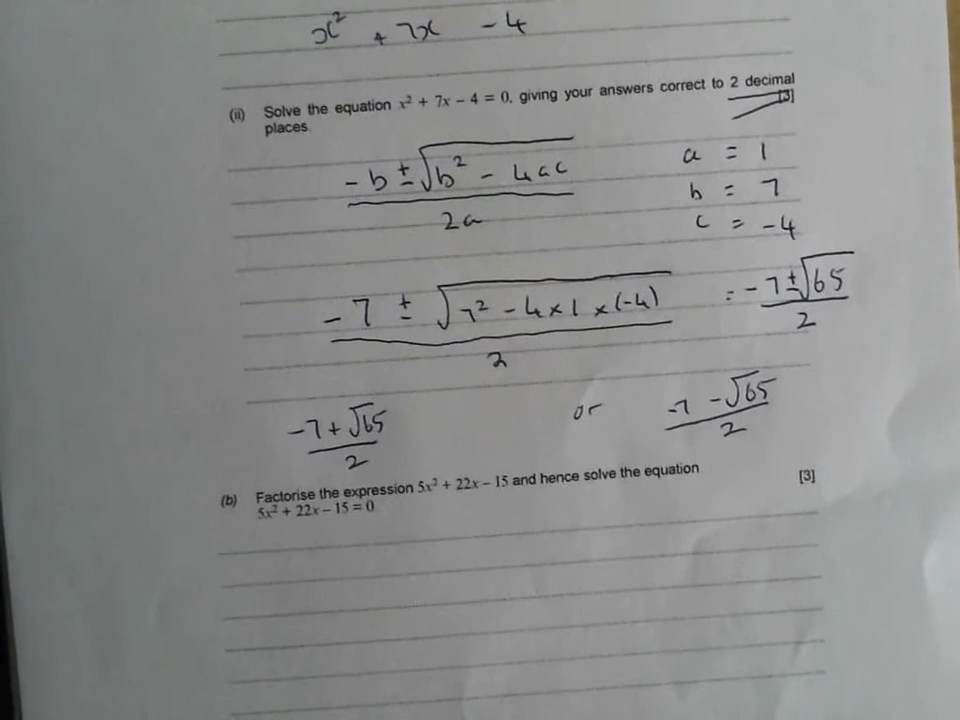 x² + 7x - 4
(ii) Solve the equation x² + 7x – 4 = 0, giving your answers correct to 2 decimal
places. [3]
(-b ± √(b² - 4ac)) / 2a
a = 1
b = 7
c = -4
(-7 ± √(7² - 4 × 1 × (-4))) / 2 = (-7 ± √65) / 2
(-7 + √65) / 2 or (-7 - √65) / 2
(b) Factorise the expression 5x² + 22x – 15 and hence solve the equation [3]
5x² + 22x – 15 = 0